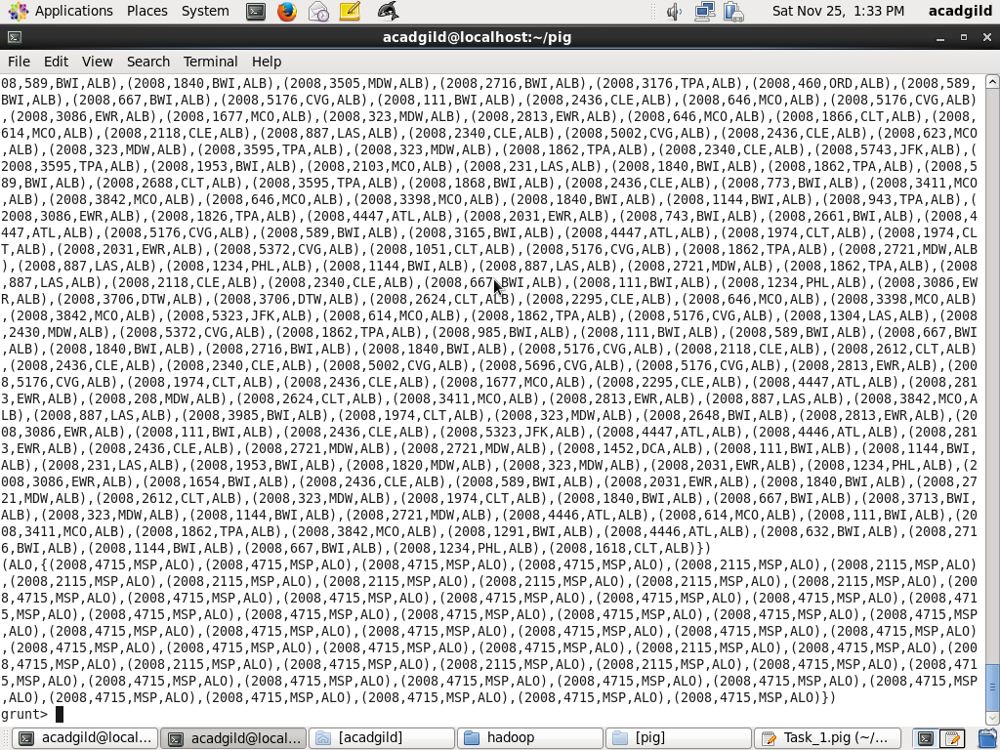 Applications Places System Sat Nov 25, 1:33 PM acadgild
acadgild@localhost:~/pig
File Edit View Search Terminal Help
08,589,BWI,ALB),(2008,1840,BWI,ALB),(2008,3505,MDW,ALB),(2008,2716,BWI,ALB),(2008,3176,TPA,ALB),(2008,460,ORD,ALB),(2008,589,
BWI,ALB),(2008,667,BWI,ALB),(2008,5176,CVG,ALB),(2008,111,BWI,ALB),(2008,2436,CLE,ALB),(2008,646,MCO,ALB),(2008,5176,CVG,ALB)
,(2008,3086,EWR,ALB),(2008,1677,MCO,ALB),(2008,323,MDW,ALB),(2008,2813,EWR,ALB),(2008,646,MCO,ALB),(2008,1866,CLT,ALB),(2008,
614,MCO,ALB),(2008,2118,CLE,ALB),(2008,887,LAS,ALB),(2008,2340,CLE,ALB),(2008,5002,CVG,ALB),(2008,2436,CLE,ALB),(2008,623,MCO
,ALB),(2008,323,MDW,ALB),(2008,3595,TPA,ALB),(2008,323,MDW,ALB),(2008,1862,TPA,ALB),(2008,2340,CLE,ALB),(2008,5743,JFK,ALB),(
2008,3595,TPA,ALB),(2008,1953,BWI,ALB),(2008,2103,MCO,ALB),(2008,231,LAS,ALB),(2008,1840,BWI,ALB),(2008,1862,TPA,ALB),(2008,5
89,BWI,ALB),(2008,2688,CLT,ALB),(2008,3595,TPA,ALB),(2008,1868,BWI,ALB),(2008,2436,CLE,ALB),(2008,773,BWI,ALB),(2008,3411,MCO
,ALB),(2008,3842,MCO,ALB),(2008,646,MCO,ALB),(2008,3398,MCO,ALB),(2008,1840,BWI,ALB),(2008,1144,BWI,ALB),(2008,943,TPA,ALB),(
2008,3086,EWR,ALB),(2008,1826,TPA,ALB),(2008,4447,ATL,ALB),(2008,2031,EWR,ALB),(2008,743,BWI,ALB),(2008,2661,BWI,ALB),(2008,4
447,ATL,ALB),(2008,5176,CVG,ALB),(2008,589,BWI,ALB),(2008,3165,BWI,ALB),(2008,4447,ATL,ALB),(2008,1974,CLT,ALB),(2008,1974,CL
T,ALB),(2008,2031,EWR,ALB),(2008,5372,CVG,ALB),(2008,1051,CLT,ALB),(2008,5176,CVG,ALB),(2008,1862,TPA,ALB),(2008,2721,MDW,ALB
),(2008,887,LAS,ALB),(2008,1234,PHL,ALB),(2008,1144,BWI,ALB),(2008,887,LAS,ALB),(2008,2721,MDW,ALB),(2008,1862,TPA,ALB),(2008
,887,LAS,ALB),(2008,2118,CLE,ALB),(2008,2340,CLE,ALB),(2008,667,BWI,ALB),(2008,111,BWI,ALB),(2008,1234,PHL,ALB),(2008,3086,EW
R,ALB),(2008,3706,DTW,ALB),(2008,3706,DTW,ALB),(2008,2624,CLT,ALB),(2008,2295,CLE,ALB),(2008,646,MCO,ALB),(2008,3398,MCO,ALB)
,(2008,3842,MCO,ALB),(2008,5323,JFK,ALB),(2008,614,MCO,ALB),(2008,1862,TPA,ALB),(2008,5176,CVG,ALB),(2008,1304,LAS,ALB),(2008
,2430,MDW,ALB),(2008,5372,CVG,ALB),(2008,1862,TPA,ALB),(2008,985,BWI,ALB),(2008,111,BWI,ALB),(2008,589,BWI,ALB),(2008,667,BWI
,ALB),(2008,1840,BWI,ALB),(2008,2716,BWI,ALB),(2008,1840,BWI,ALB),(2008,5176,CVG,ALB),(2008,2118,CLE,ALB),(2008,2612,CLT,ALB)
,(2008,2436,CLE,ALB),(2008,2340,CLE,ALB),(2008,5002,CVG,ALB),(2008,5696,CVG,ALB),(2008,5176,CVG,ALB),(2008,2813,EWR,ALB),(200
8,5176,CVG,ALB),(2008,1974,CLT,ALB),(2008,2436,CLE,ALB),(2008,1677,MCO,ALB),(2008,2295,CLE,ALB),(2008,4447,ATL,ALB),(2008,281
3,EWR,ALB),(2008,208,MDW,ALB),(2008,2624,CLT,ALB),(2008,3411,MCO,ALB),(2008,2813,EWR,ALB),(2008,887,LAS,ALB),(2008,3842,MCO,A
LB),(2008,887,LAS,ALB),(2008,3985,BWI,ALB),(2008,1974,CLT,ALB),(2008,323,MDW,ALB),(2008,2648,BWI,ALB),(2008,2813,EWR,ALB),(20
08,3086,EWR,ALB),(2008,111,BWI,ALB),(2008,2436,CLE,ALB),(2008,5323,JFK,ALB),(2008,4447,ATL,ALB),(2008,4446,ATL,ALB),(2008,281
3,EWR,ALB),(2008,2436,CLE,ALB),(2008,2721,MDW,ALB),(2008,2721,MDW,ALB),(2008,1452,DCA,ALB),(2008,111,BWI,ALB),(2008,1144,BWI,
ALB),(2008,231,LAS,ALB),(2008,1953,BWI,ALB),(2008,1820,MDW,ALB),(2008,323,MDW,ALB),(2008,2031,EWR,ALB),(2008,1234,PHL,ALB),(2
008,3086,EWR,ALB),(2008,1654,BWI,ALB),(2008,2436,CLE,ALB),(2008,589,BWI,ALB),(2008,2031,EWR,ALB),(2008,1840,BWI,ALB),(2008,27
21,MDW,ALB),(2008,2612,CLT,ALB),(2008,323,MDW,ALB),(2008,1974,CLT,ALB),(2008,1840,BWI,ALB),(2008,667,BWI,ALB),(2008,3713,BWI,
ALB),(2008,323,MDW,ALB),(2008,1144,BWI,ALB),(2008,2721,MDW,ALB),(2008,4446,ATL,ALB),(2008,614,MCO,ALB),(2008,111,BWI,ALB),(20
08,3411,MCO,ALB),(2008,1862,TPA,ALB),(2008,3842,MCO,ALB),(2008,1291,BWI,ALB),(2008,4446,ATL,ALB),(2008,632,BWI,ALB),(2008,271
6,BWI,ALB),(2008,1144,BWI,ALB),(2008,667,BWI,ALB),(2008,1234,PHL,ALB),(2008,1618,CLT,ALB)})
(ALO,{(2008,4715,MSP,ALO),(2008,4715,MSP,ALO),(2008,4715,MSP,ALO),(2008,4715,MSP,ALO),(2008,2115,MSP,ALO),(2008,2115,MSP,ALO)
,(2008,2115,MSP,ALO),(2008,2115,MSP,ALO),(2008,2115,MSP,ALO),(2008,2115,MSP,ALO),(2008,2115,MSP,ALO),(2008,2115,MSP,ALO),(200
8,4715,MSP,ALO),(2008,4715,MSP,ALO),(2008,4715,MSP,ALO),(2008,4715,MSP,ALO),(2008,4715,MSP,ALO),(2008,4715,MSP,ALO),(2008,471
5,MSP,ALO),(2008,4715,MSP,ALO),(2008,4715,MSP,ALO),(2008,4715,MSP,ALO),(2008,4715,MSP,ALO),(2008,4715,MSP,ALO),(2008,4715,MSP
,ALO),(2008,4715,MSP,ALO),(2008,4715,MSP,ALO),(2008,4715,MSP,ALO),(2008,4715,MSP,ALO),(2008,4715,MSP,ALO),(2008,4715,MSP,ALO)
,(2008,4715,MSP,ALO),(2008,4715,MSP,ALO),(2008,4715,MSP,ALO),(2008,4715,MSP,ALO),(2008,2115,MSP,ALO),(2008,4715,MSP,ALO),(200
8,4715,MSP,ALO),(2008,2115,MSP,ALO),(2008,4715,MSP,ALO),(2008,2115,MSP,ALO),(2008,4715,MSP,ALO),(2008,4715,MSP,ALO),(2008,471
5,MSP,ALO),(2008,4715,MSP,ALO),(2008,4715,MSP,ALO),(2008,4715,MSP,ALO),(2008,4715,MSP,ALO),(2008,4715,MSP,ALO),(2008,4715,MSP
,ALO),(2008,4715,MSP,ALO),(2008,4715,MSP,ALO),(2008,4715,MSP,ALO),(2008,4715,MSP,ALO),(2008,4715,MSP,ALO)})
grunt>
acadgild@local... acadgild@local... [acadgild] hadoop [pig] Task_1.pig (~/...